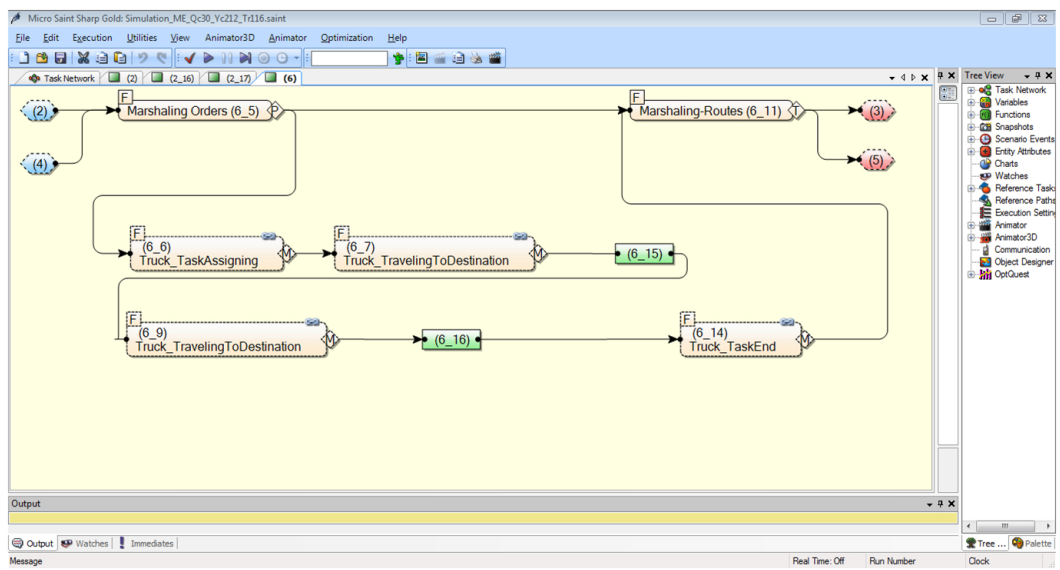 Micro Saint Sharp Gold: Simulation_ME_Qc30_Yc212_Tr116.saint
File Edit Execution Utilities View Animator3D Animator Optimization Help
Task Network (2) (2_16) (2_17) (6)
Tree View
(2)
F
Marshaling Orders (6_5) P
F
Marshaling-Routes (6_11) T
(3)
(4)
(5)
F
(6_6)
Truck_TaskAssigning M
F
(6_7)
Truck_TravelingToDestination M
(6_15)
F
(6_9)
Truck_TravelingToDestination M
(6_16)
F
(6_14)
Truck_TaskEnd M
Task Network
Variables
Functions
Snapshots
Scenario Events
Entity Attributes
Charts
Watches
Reference Tasks
Reference Paths
Execution Settin
Animator
Animator3D
Communication
Object Designer
OptQuest
Output
Output Watches Immediates
Tree ... Palette
Message Real Time: Off Run Number Clock